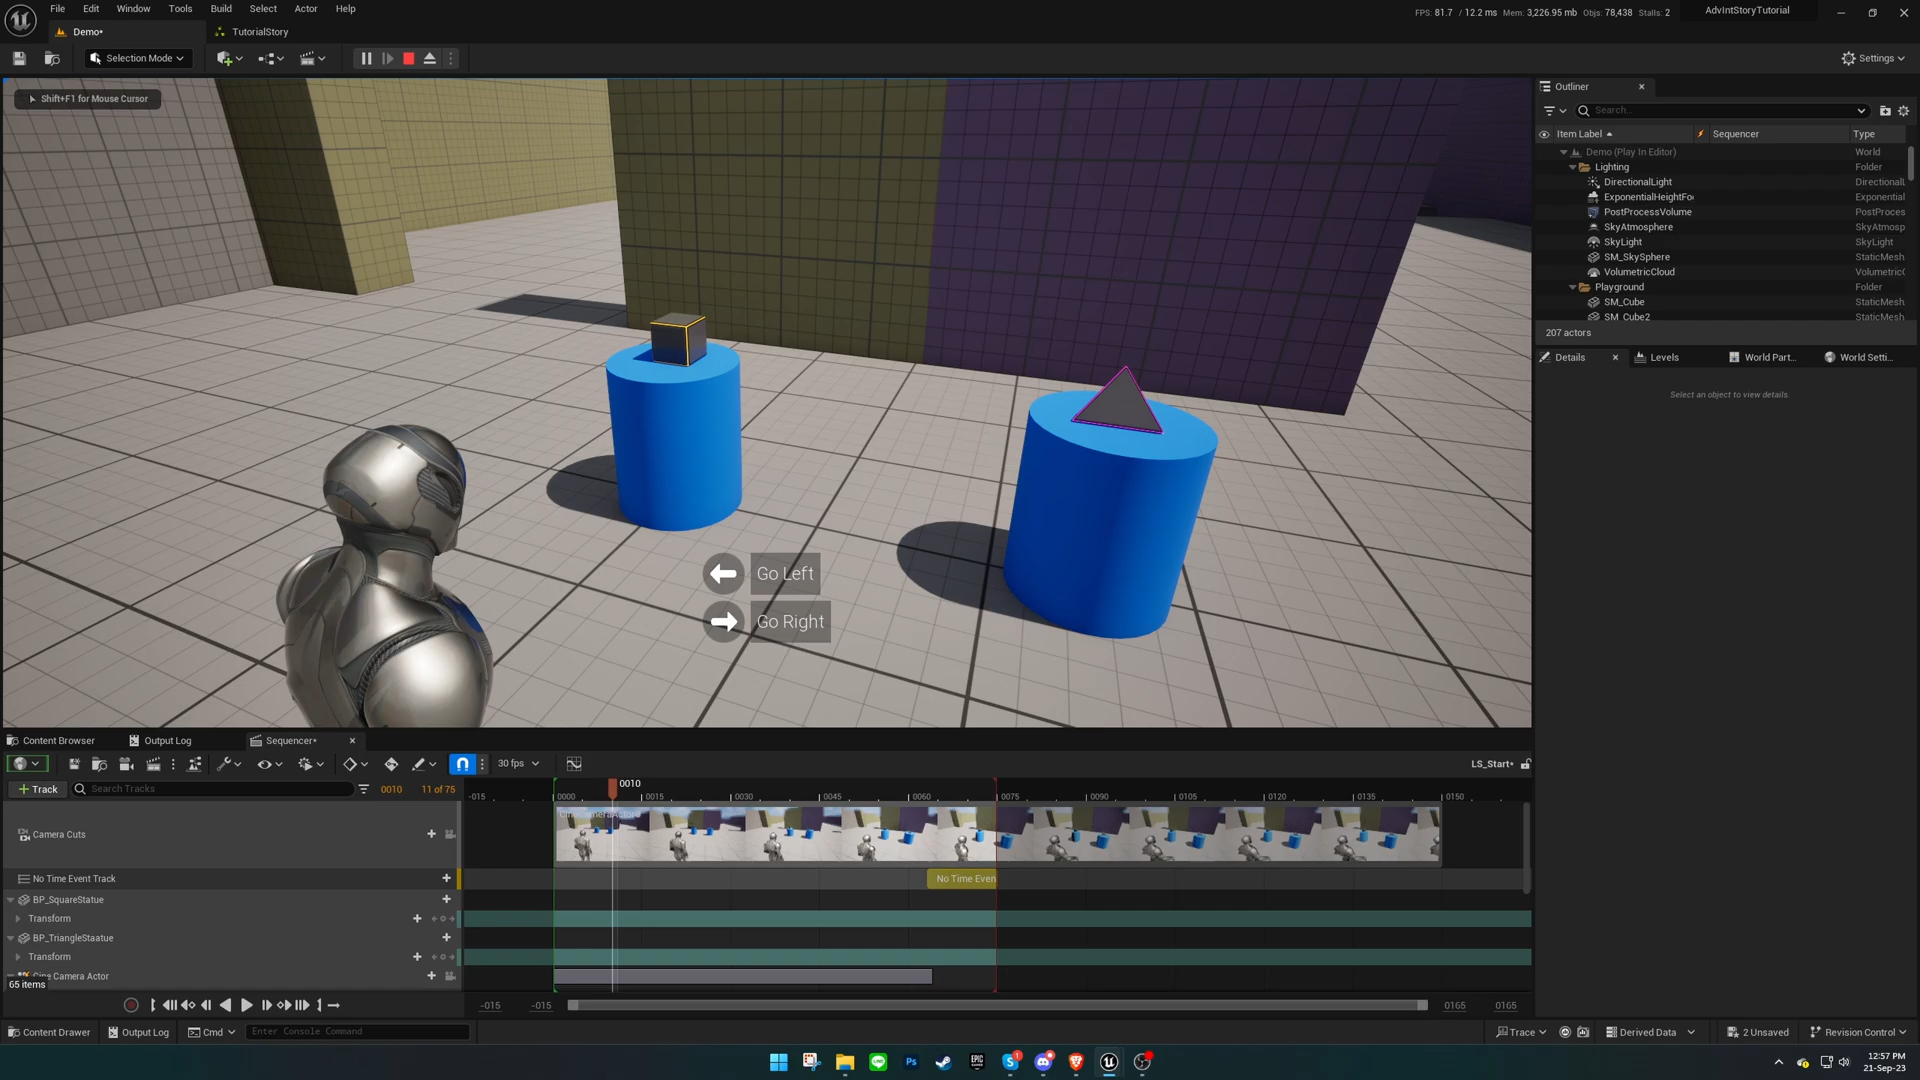 File Edit Window Tools Build Select Actor Help
FPS: 81.7 / 12.2 ms Mem: 3,226.95 mb Objs: 78,438 Stalls: 2
AdvIntStoryTutorial
Demo•
TutorialStory
Selection Mode
Settings
Shift+F1 for Mouse Cursor
Go Left
Go Right
Outliner
Search...
Item Label Sequencer Type
Demo (Play In Editor) World
Lighting Folder
DirectionalLight Directionall
ExponentialHeightFo Exponential
PostProcessVolume PostProces
SkyAtmosphere SkyAtmosp
SkyLight SkyLight
SM_SkySphere StaticMesh
VolumetricCloud Volumetric
Playground Folder
SM_Cube StaticMesh
SM_Cube2 StaticMesh
207 actors
Details Levels World Part... World Setti...
Select an object to view details.
Content Browser Output Log Sequencer•
30 fps
LS_Start•
Track
Search Tracks
0010 11 of 75
0010
-015 0000 0015 0030 0045 0060 0075 0090 0105 0120 0135 0150
Camera Cuts
No Time Event Track
No Time Even
BP_SquareStatue
Transform
BP_TriangleStaatue
Transform
Cine Camera Actor
65 items
-015 -015 0165 0165
Content Drawer Output Log Cmd Enter Console Command
Trace Derived Data 2 Unsaved Revision Control
Ps
EPIC
12:57 PM
21-Sep-23